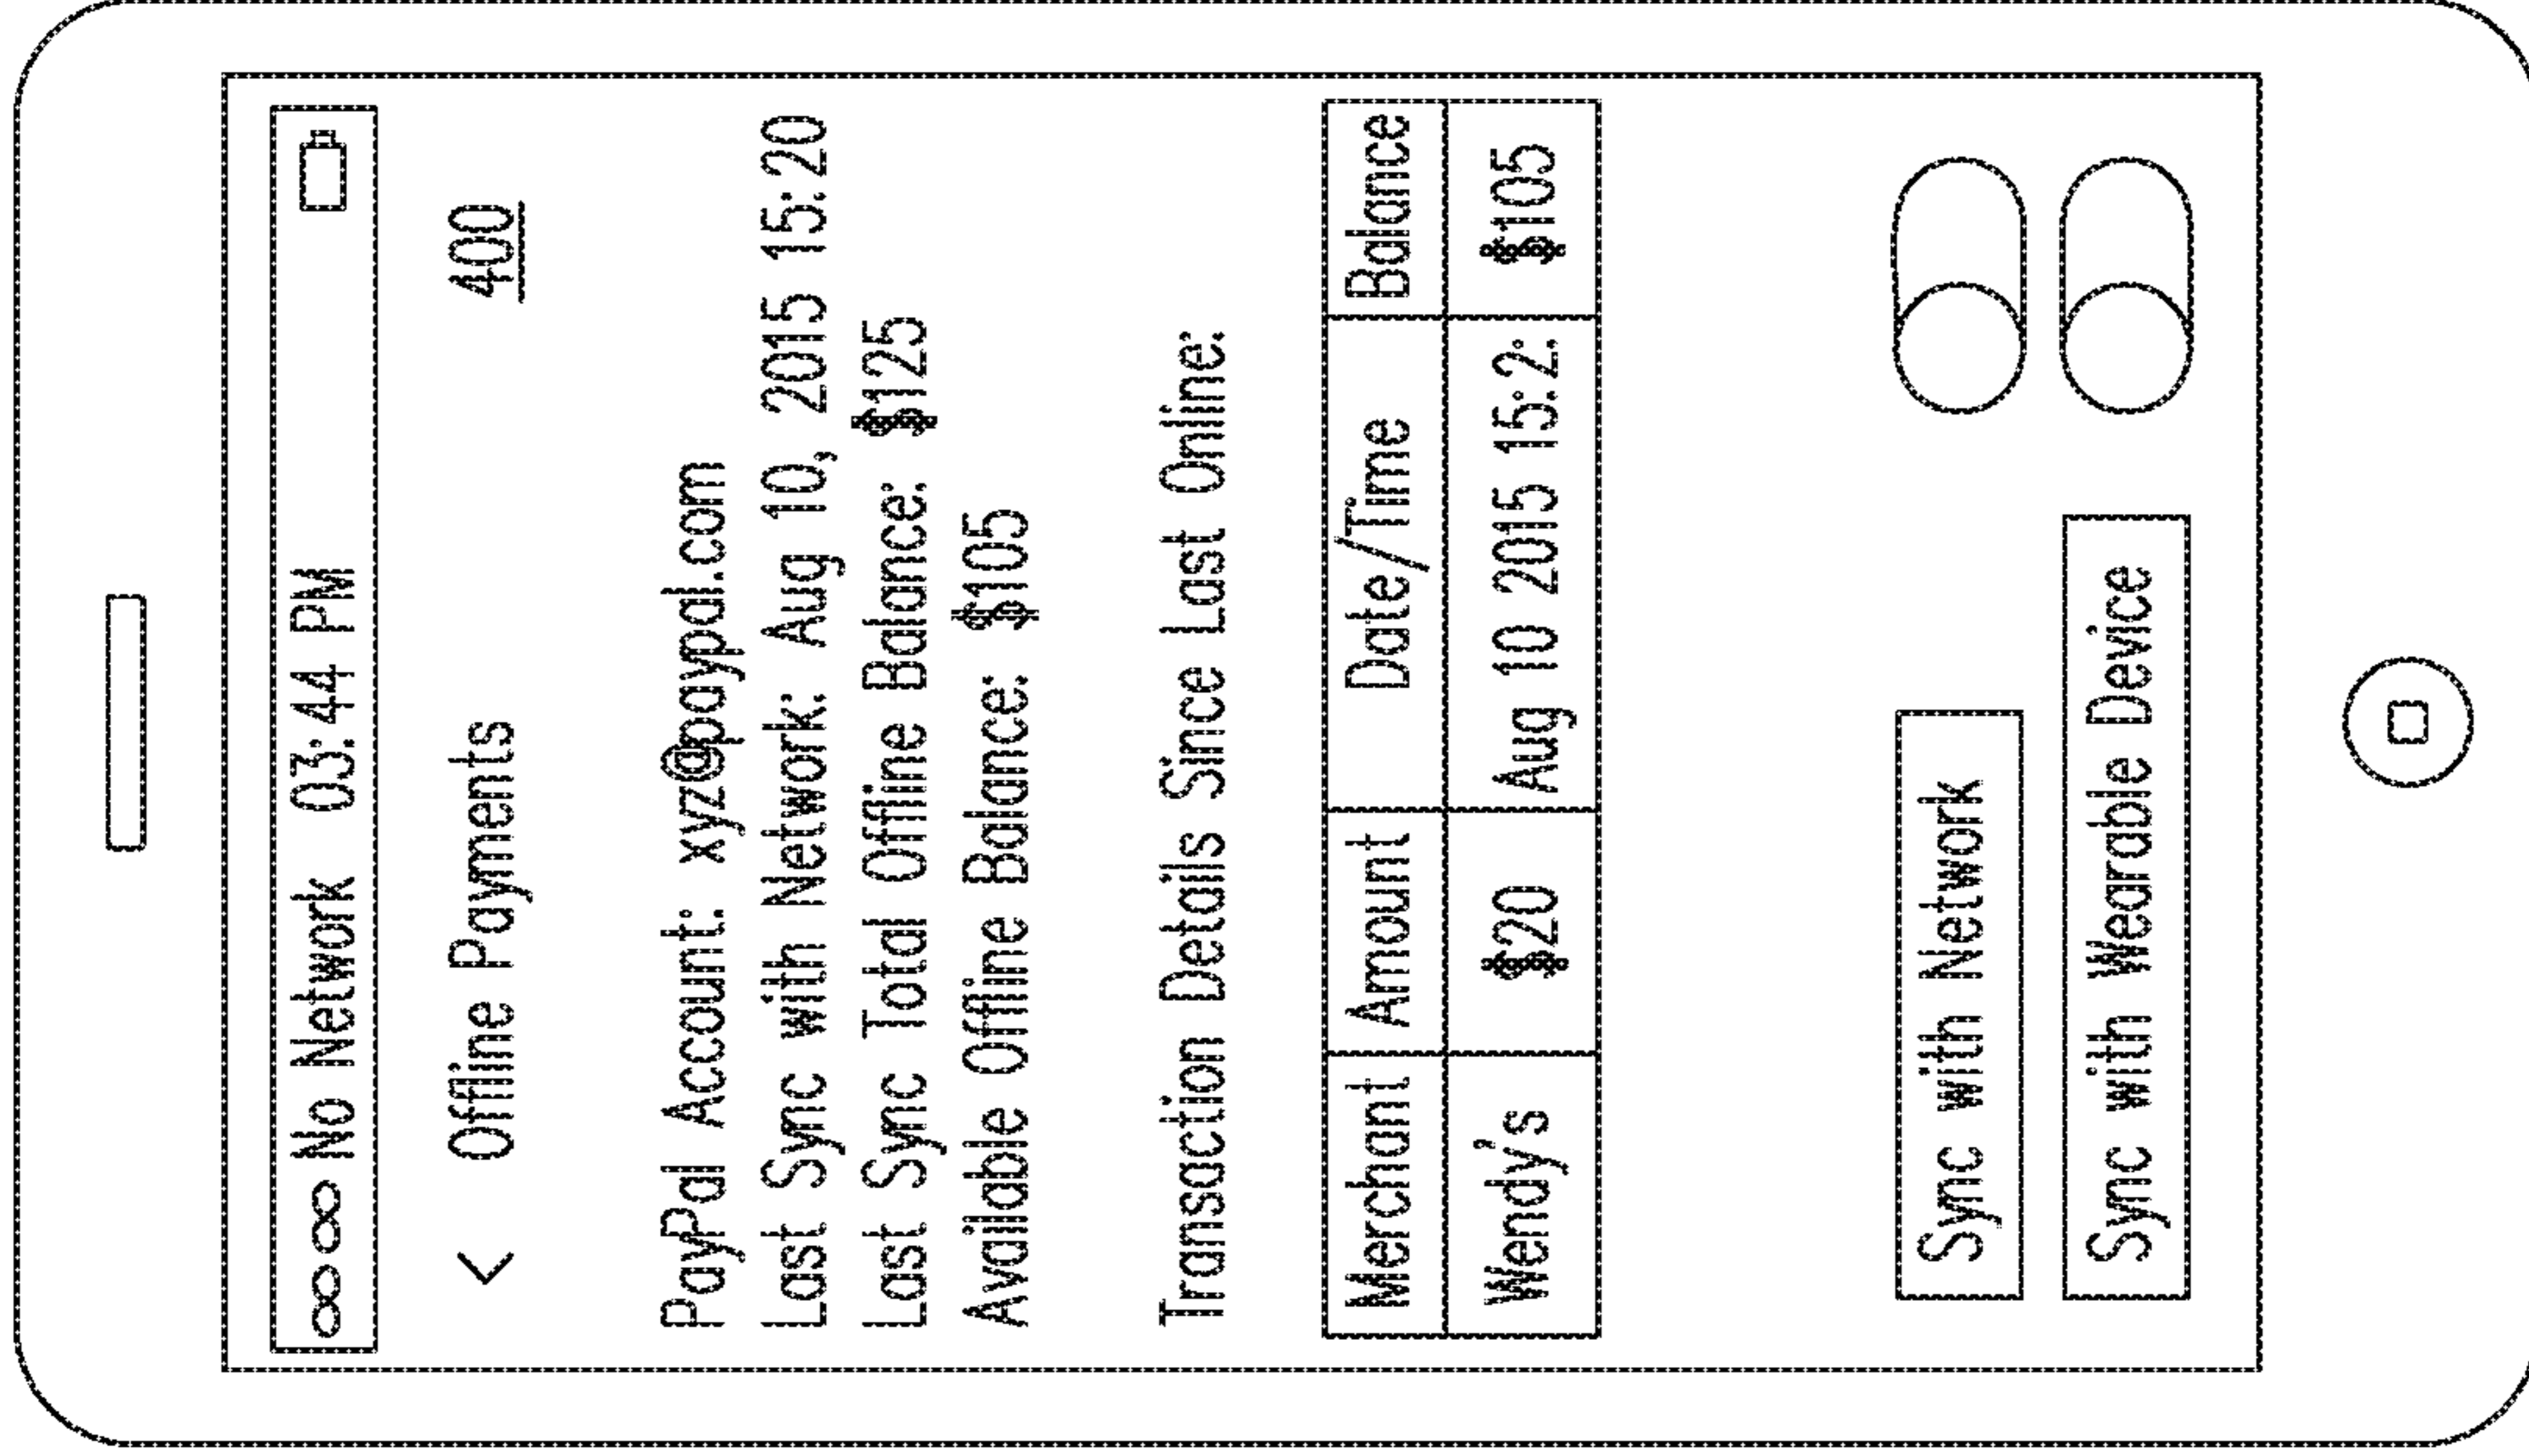 No Network 03:44 PM
< Offline Payments 400
PayPal Account: xyz@paypal.com
Last Sync with Network: Aug 10, 2015 15:20
Last Sync Total Offline Balance: $125
Available Offline Balance: $105
Transaction Details Since Last Online:
Merchant Amount Date/Time Balance
Wendy's $20 Aug 10 2015 15:2: $105
Sync with Network
Sync with Wearable Device